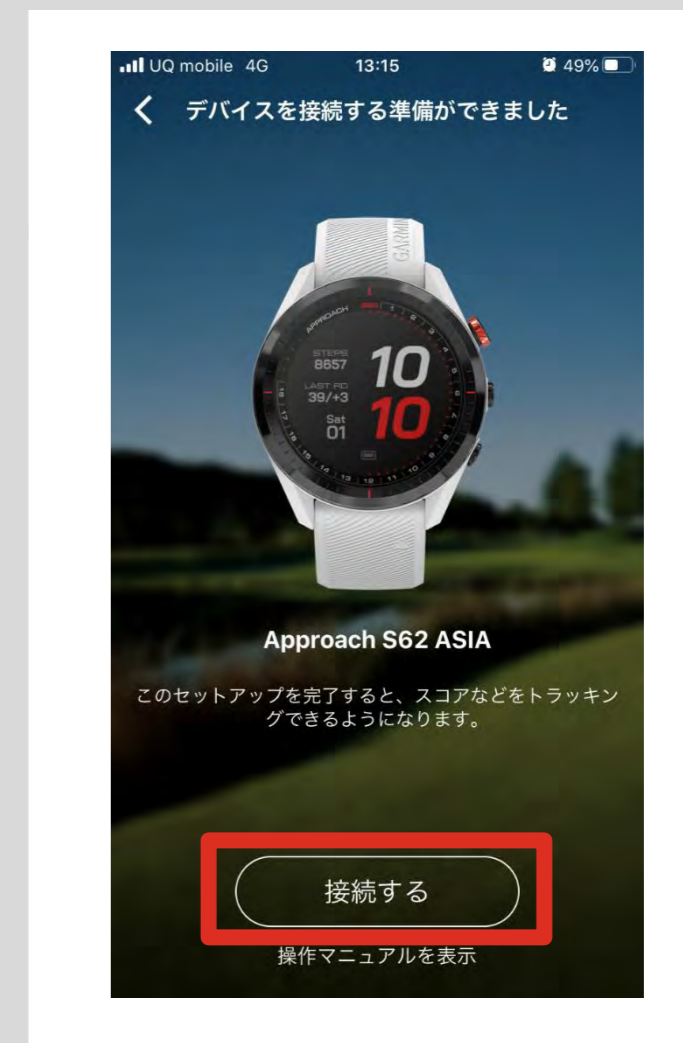 UQ mobile 4G 13:15 49%
デバイスを接続する準備ができました
GARMIN
APPROACH
STEPS
8657
LAST RD
39/+3
Sat
01
10
10
Approach S62 ASIA
このセットアップを完了すると、スコアなどをトラッキン
グできるようになります。
接続する
操作マニュアルを表示